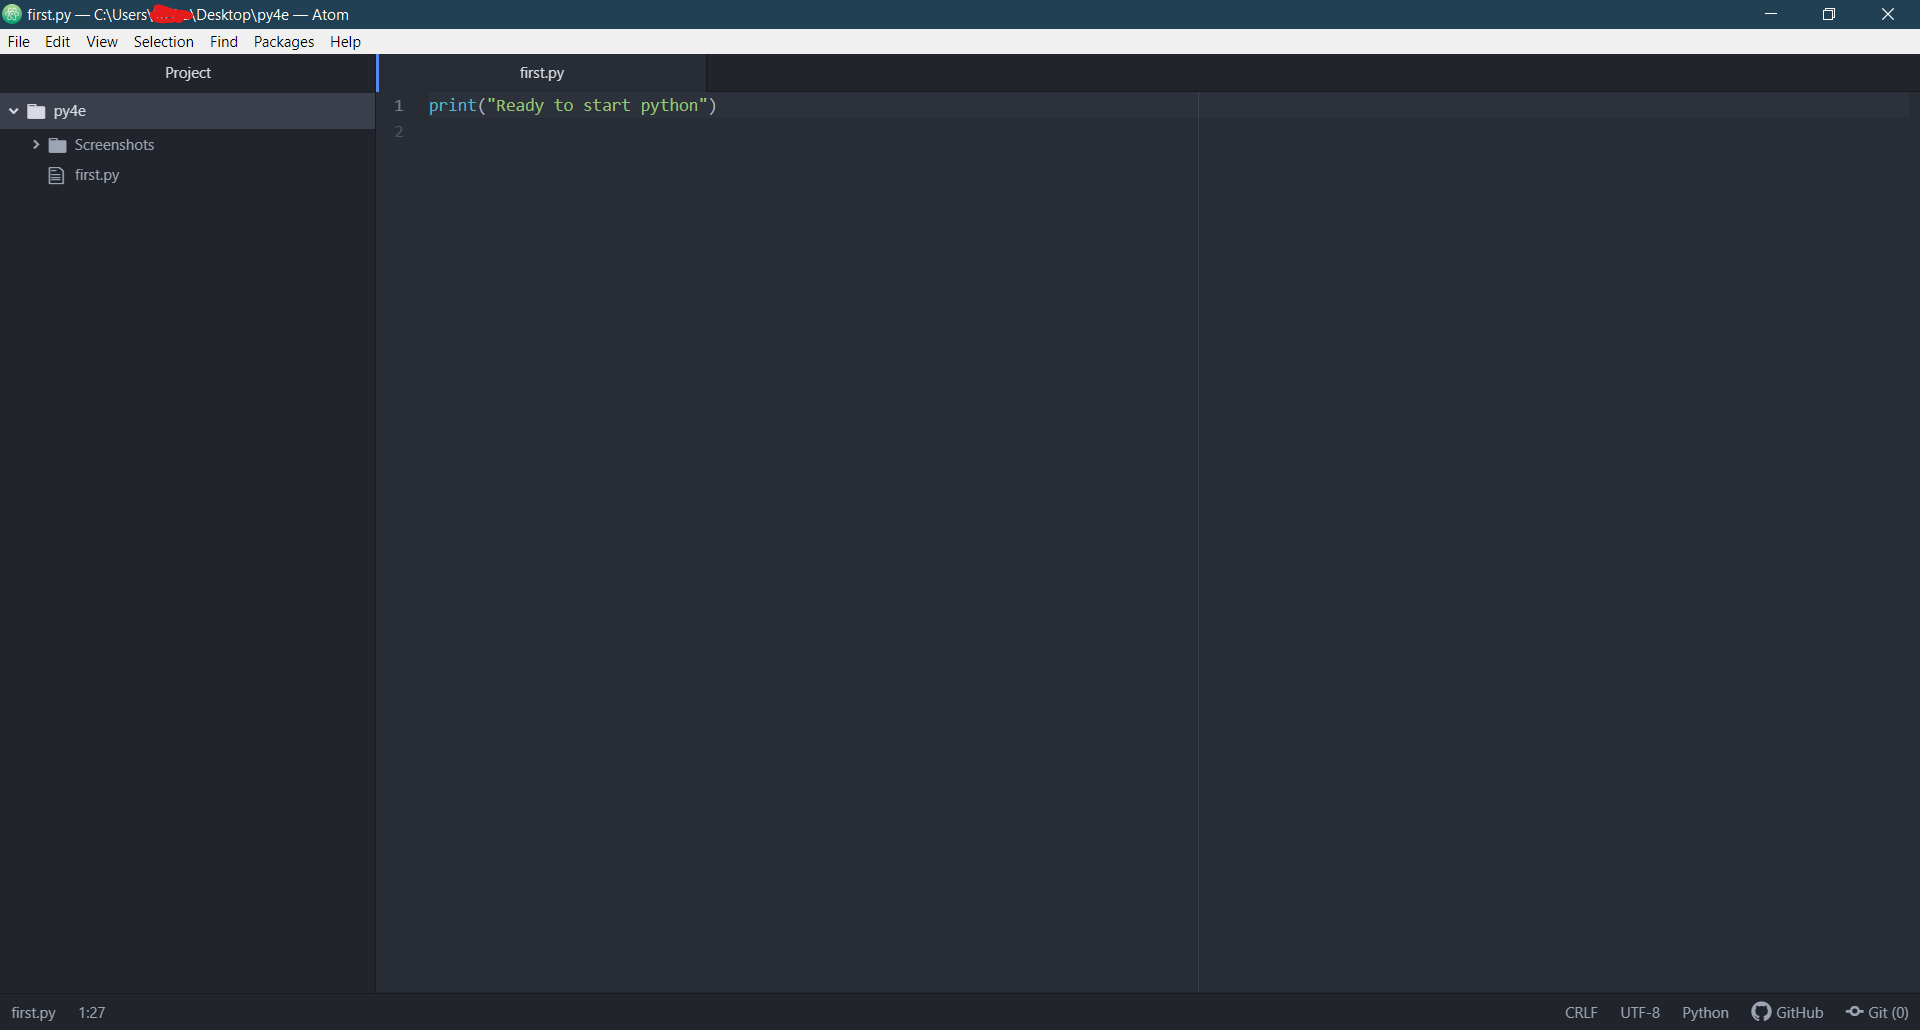 first.py — C:\Users\ \Desktop\py4e — Atom
File Edit View Selection Find Packages Help
Project
first.py
py4e
Screenshots
first.py
1 print("Ready to start python")
2
first.py 1:27
CRLF UTF-8 Python GitHub Git (0)